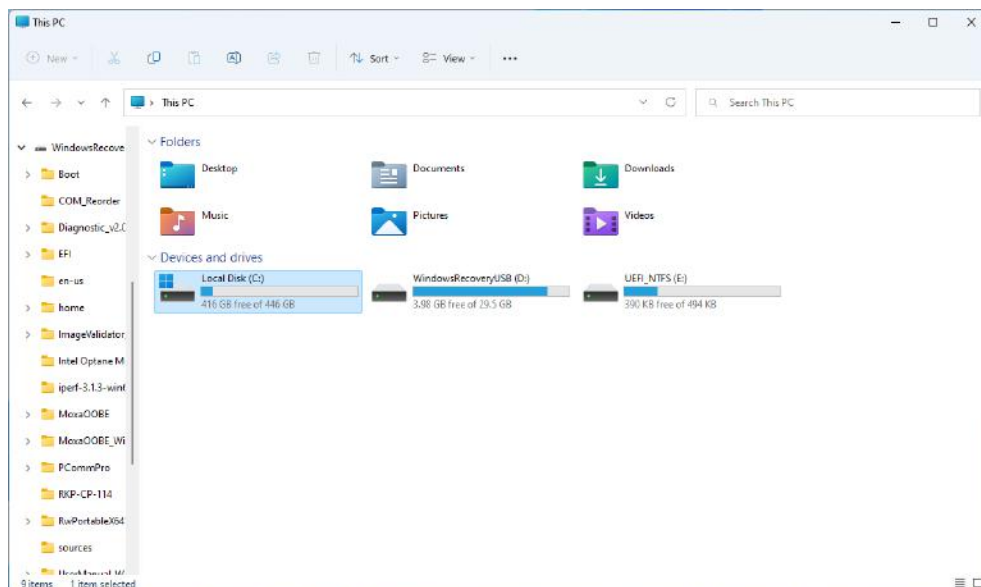 This PC
New
Sort
View
This PC
Search This PC
WindowsRecove
Boot
COM_Reorder
Diagnostic_v2.0
EFI
en-us
home
ImageValidator
Intel Optane M
iperf-3.1.3-win6
MoxaOOBE
MoxaOOBE_Wi
PCommPro
RKP-CP-114
RwPortableX64
sources
Folders
Desktop
Documents
Downloads
Music
Pictures
Videos
Devices and drives
Local Disk (C:)
416 GB free of 446 GB
WindowsRecoveryUSB (D:)
3.98 GB free of 29.5 GB
UEFI_NTFS (E:)
390 KB free of 494 KB
9 items 1 item selected